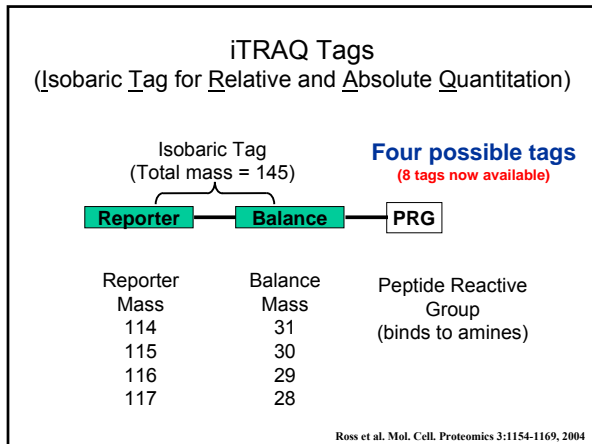 iTRAQ Tags
(Isobaric Tag for Relative and Absolute Quantitation)
Isobaric Tag
(Total mass = 145)
Four possible tags
(8 tags now available)
Reporter
Balance
PRG
Reporter
Mass
114
115
116
117
Balance
Mass
31
30
29
28
Peptide Reactive
Group
(binds to amines)
Ross et al. Mol. Cell. Proteomics 3:1154-1169, 2004